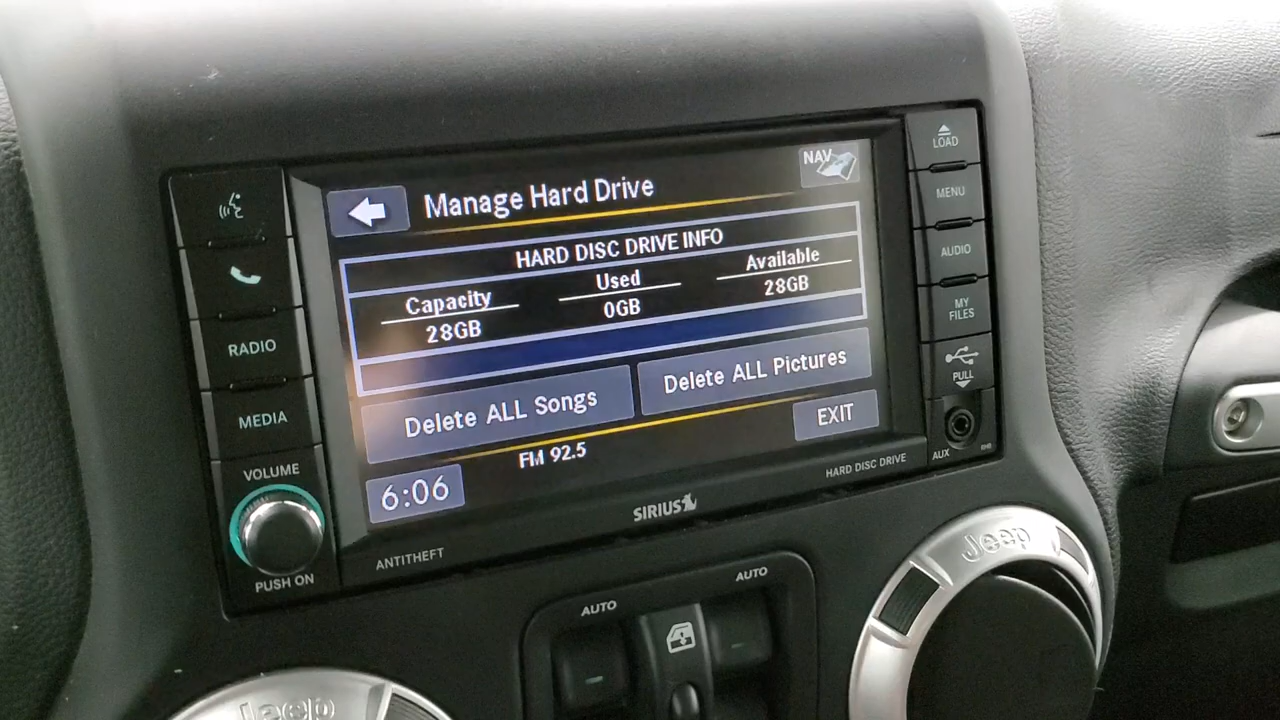 Manage Hard Drive
NAV
HARD DISC DRIVE INFO
Capacity Used Available
28GB 0GB 28GB
Delete ALL Songs
Delete ALL Pictures
FM 92.5
EXIT
6:06
RADIO
MEDIA
VOLUME
PUSH ON
LOAD
MENU
AUDIO
MY
FILES
PULL
AUX
RHB
ANTITHEFT
SIRIUS
HARD DISC DRIVE
AUTO
AUTO
Jeep
Jeep